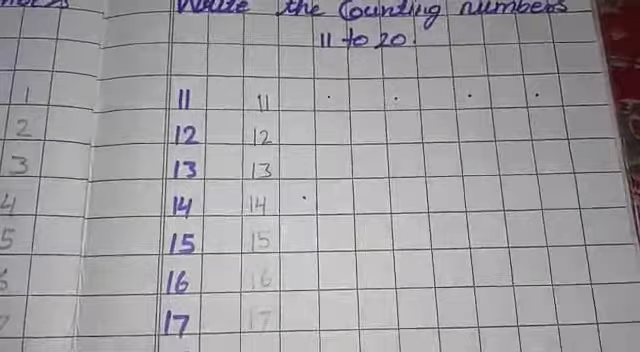 Write the Counting numbers
11 to 20.
1 11 11
2 12 12
3 13 13
4 14 14
5 15 15
16 16
17 17